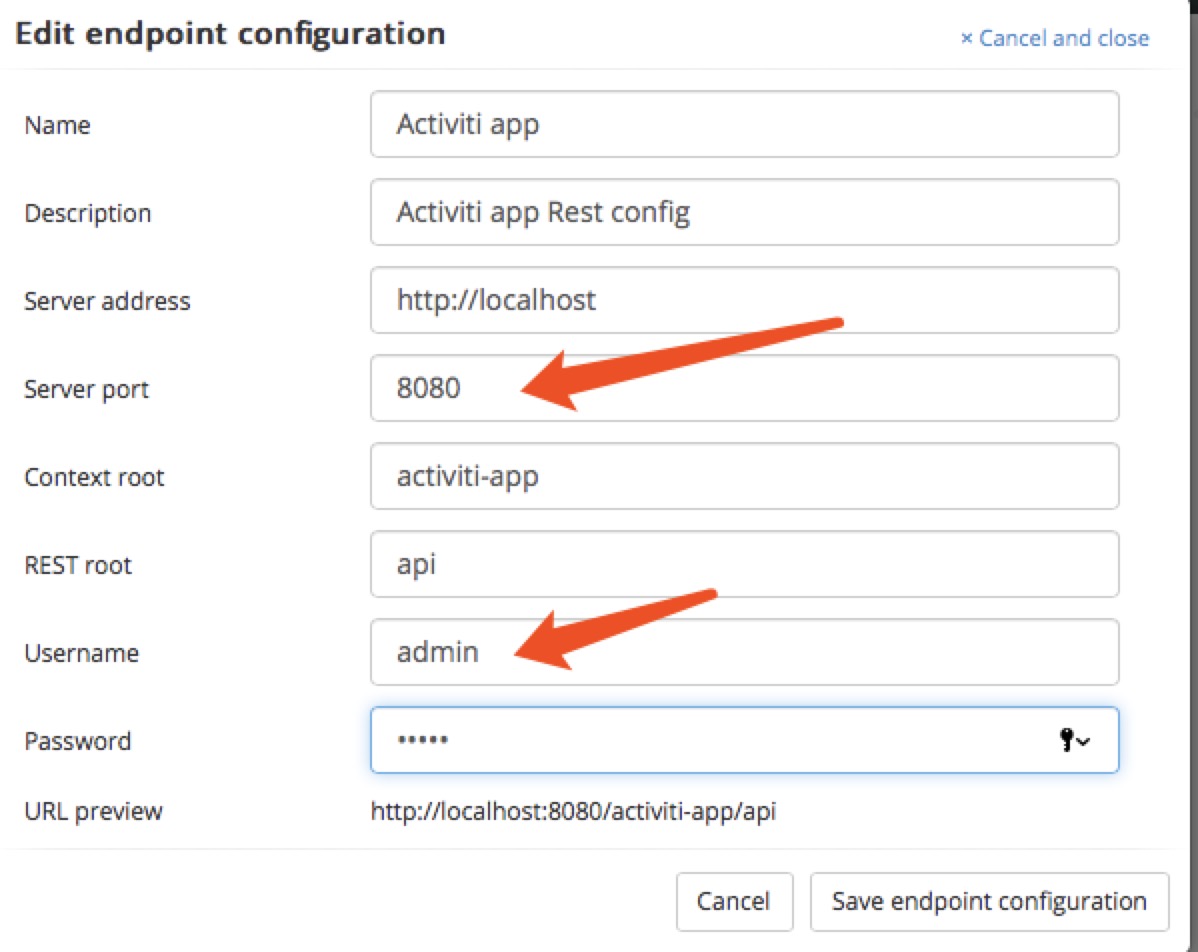 Edit endpoint configuration
× Cancel and close
Name
Activiti app
Description
Activiti app Rest config
Server address
http://localhost
Server port
8080
Context root
activiti-app
REST root
api
Username
admin
Password
•••••
URL preview
http://localhost:8080/activiti-app/api
Cancel
Save endpoint configuration